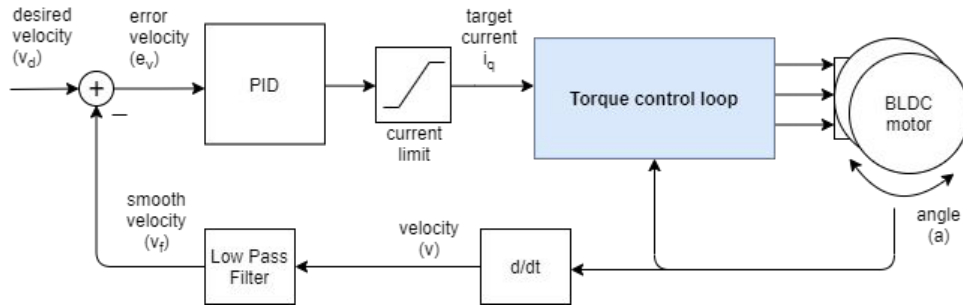 desired
velocity
(v_d)
error
velocity
(e_v)
PID
current
limit
target
current
i_q
Torque control loop
BLDC
motor
angle
(a)
+
−
smooth
velocity
(v_f)
Low Pass
Filter
velocity
(v)
d/dt